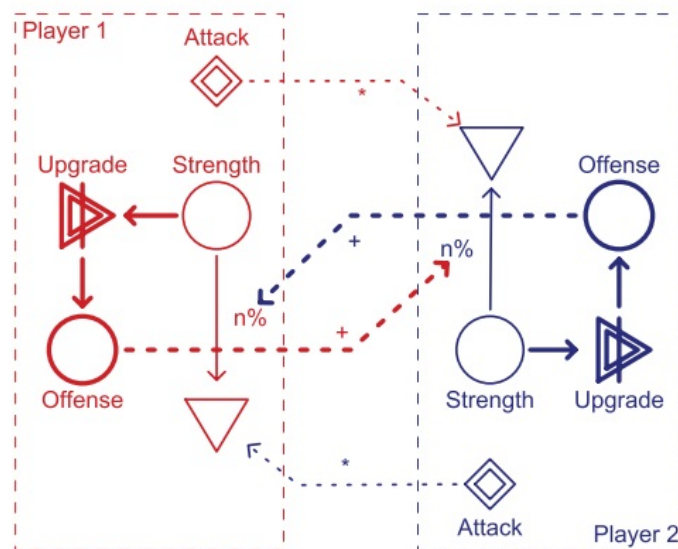 Player 1
Attack
*
Upgrade
Strength
Offense
+
n%
n%
+
Offense
Strength
Upgrade
*
Attack
Player 2